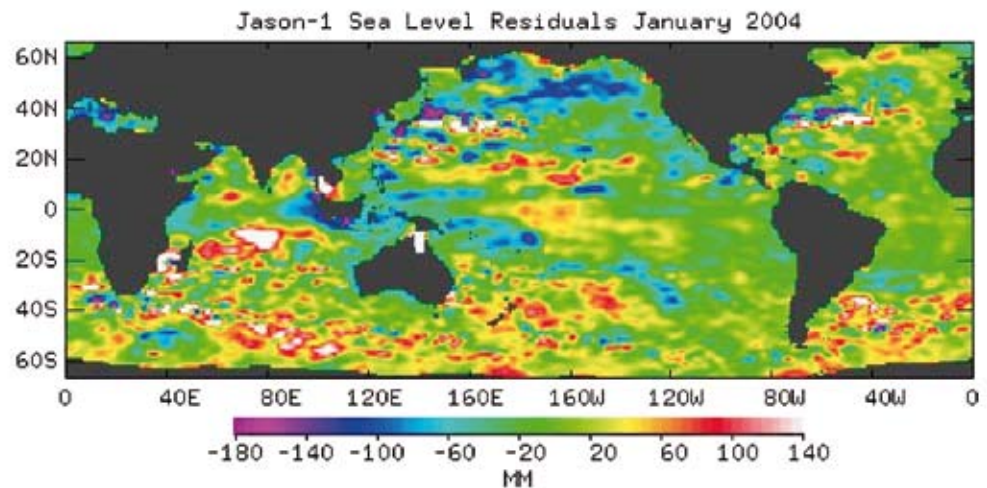 Jason-1 Sea Level Residuals January 2004
60N
40N
20N
0
20S
40S
60S
0 40E 80E 120E 160E 160W 120W 80W 40W 0
-180 -140 -100 -60 -20 20 60 100 140
MM